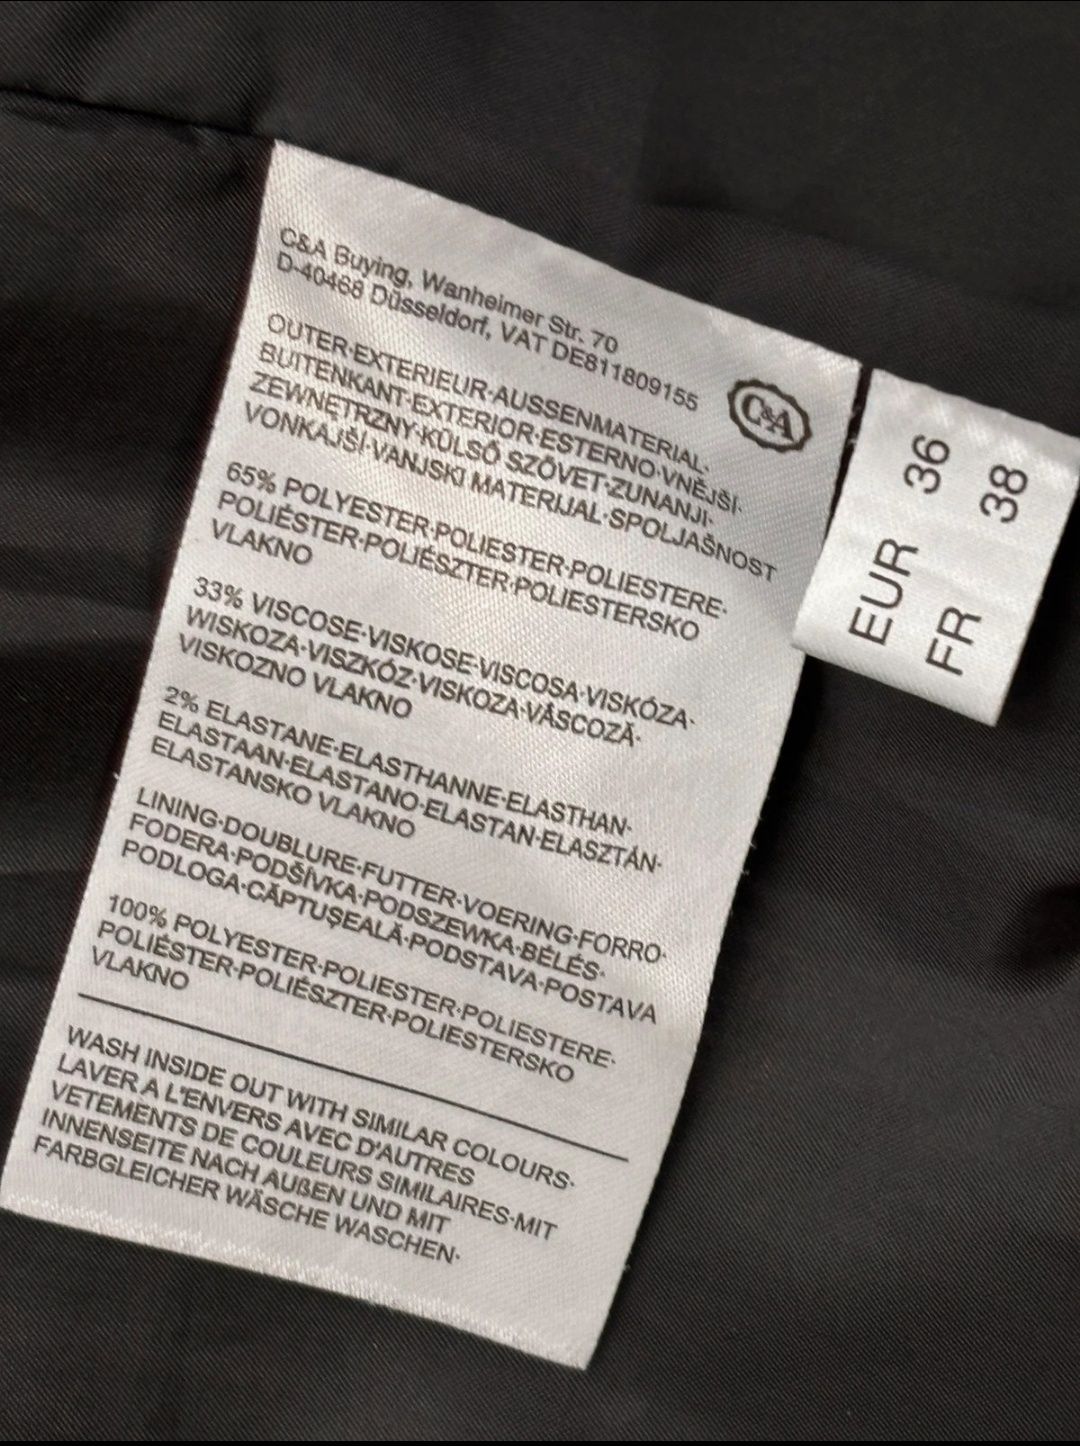 C&A Buying, Wanheimer Str. 70
D-40468 Düsseldorf, VAT DE811809155
C&A
OUTER·EXTERIEUR·AUSSENMATERIAL·
BUITENKANT·EXTERIOR·ESTERNO·VNĚJŠÍ·
ZEWNĘTRZNY·KÜLSŐ SZÖVET·ZUNANJI·
VONKAJŠÍ·VANJSKI MATERIJAL·SPOLJAŠNOST
65% POLYESTER·POLIESTER·POLIESTERE·
POLIÉSTER·POLIÉSZTER·POLIESTERSKO
VLAKNO
33% VISCOSE·VISKOSE·VISCOSA·VISKÓZA·
WISKOZA·VISZKÓZ·VISKOZA·VÂSCOZĂ·
VISKOZNO VLAKNO
2% ELASTANE·ELASTHANNE·ELASTHAN·
ELASTAAN·ELASTANO·ELASTAN·ELASZTÁN·
ELASTANSKO VLAKNO
LINING·DOUBLURE·FUTTER·VOERING·FORRO·
FODERA·PODŠÍVKA·PODSZEWKA·BÉLÉS·
PODLOGA·CĂPTUŞEALĂ·PODSTAVA·POSTAVA
100% POLYESTER·POLIESTER·POLIESTERE·
POLIÉSTER·POLIÉSZTER·POLIESTERSKO
VLAKNO
WASH INSIDE OUT WITH SIMILAR COLOURS·
LAVER A L'ENVERS AVEC D'AUTRES
VETEMENTS DE COULEURS SIMILAIRES·MIT
INNENSEITE NACH AUßEN UND MIT
FARBGLEICHER WÄSCHE WASCHEN·
EUR 36
FR 38